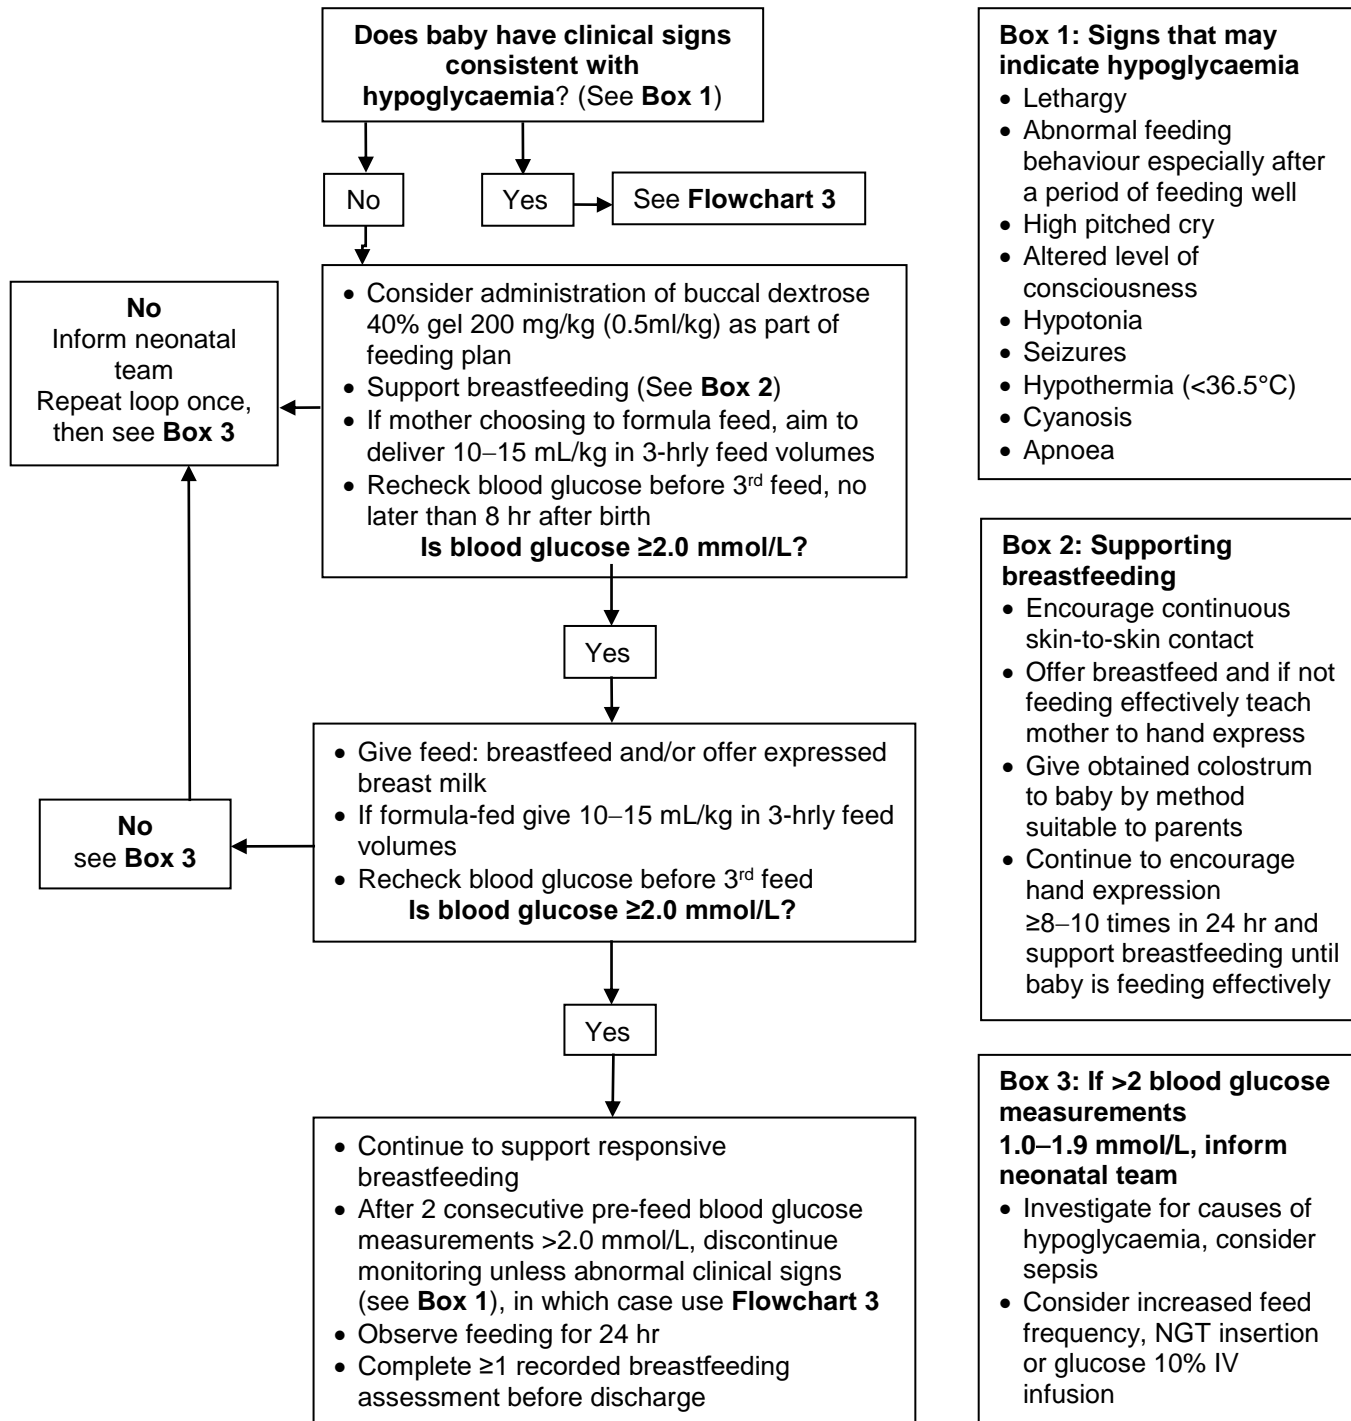 Does baby have clinical signs
consistent with
hypoglycaemia? (See Box 1)
No
Yes
See Flowchart 3
No
Inform neonatal
team
Repeat loop once,
then see Box 3
• Consider administration of buccal dextrose
40% gel 200 mg/kg (0.5ml/kg) as part of
feeding plan
• Support breastfeeding (See Box 2)
• If mother choosing to formula feed, aim to
deliver 10–15 mL/kg in 3-hrly feed volumes
• Recheck blood glucose before 3rd feed, no
later than 8 hr after birth
Is blood glucose ≥2.0 mmol/L?
Yes
• Give feed: breastfeed and/or offer expressed
breast milk
• If formula-fed give 10–15 mL/kg in 3-hrly feed
volumes
• Recheck blood glucose before 3rd feed
Is blood glucose ≥2.0 mmol/L?
No
see Box 3
Yes
• Continue to support responsive
breastfeeding
• After 2 consecutive pre-feed blood glucose
measurements >2.0 mmol/L, discontinue
monitoring unless abnormal clinical signs
(see Box 1), in which case use Flowchart 3
• Observe feeding for 24 hr
• Complete ≥1 recorded breastfeeding
assessment before discharge
Box 1: Signs that may
indicate hypoglycaemia
• Lethargy
• Abnormal feeding
behaviour especially after
a period of feeding well
• High pitched cry
• Altered level of
consciousness
• Hypotonia
• Seizures
• Hypothermia (<36.5°C)
• Cyanosis
• Apnoea
Box 2: Supporting
breastfeeding
• Encourage continuous
skin-to-skin contact
• Offer breastfeed and if not
feeding effectively teach
mother to hand express
• Give obtained colostrum
to baby by method
suitable to parents
• Continue to encourage
hand expression
≥8–10 times in 24 hr and
support breastfeeding until
baby is feeding effectively
Box 3: If >2 blood glucose
measurements
1.0–1.9 mmol/L, inform
neonatal team
• Investigate for causes of
hypoglycaemia, consider
sepsis
• Consider increased feed
frequency, NGT insertion
or glucose 10% IV
infusion